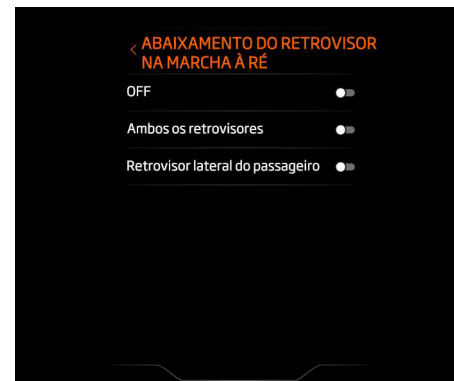 ABAIXAMENTO DO RETROVISOR
NA MARCHA À RÉ
OFF
Ambos os retrovisores
Retrovisor lateral do passageiro